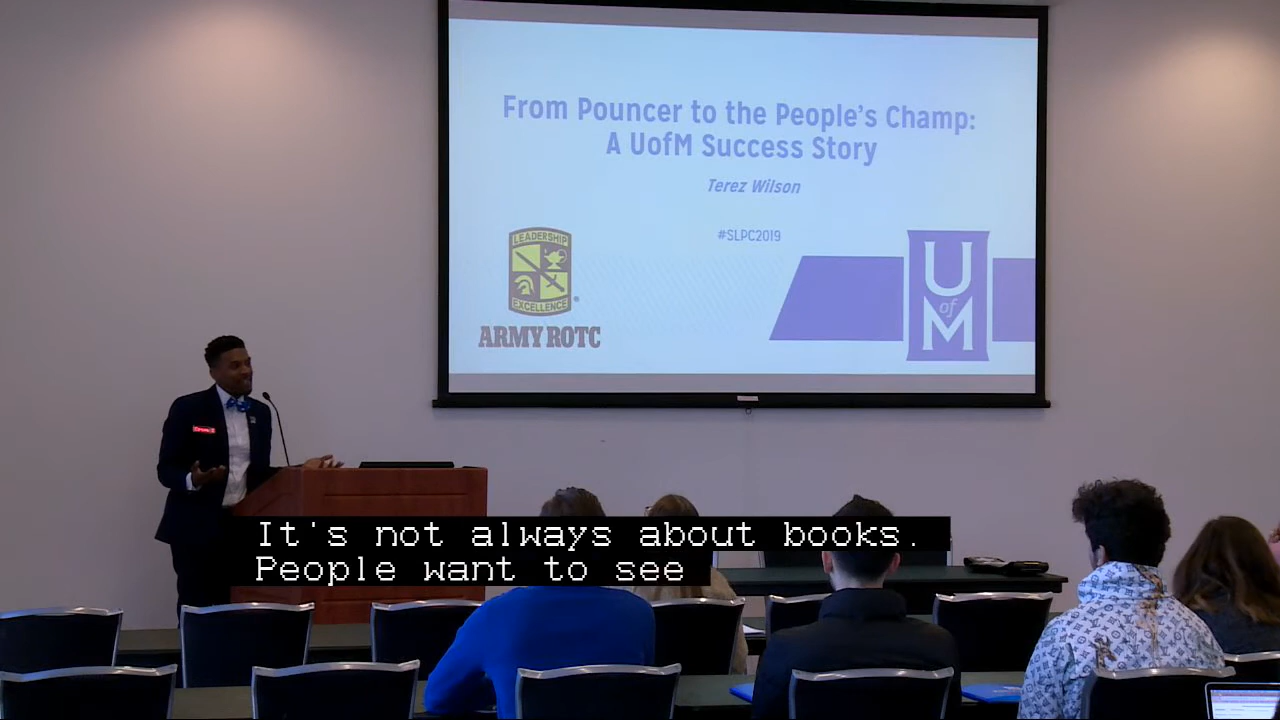 From Pouncer to the People's Champ:
A UofM Success Story
Terez Wilson
#SLPC2019
LEADERSHIP
EXCELLENCE
ARMY ROTC
U
of
M
It's not always about books.
People want to see